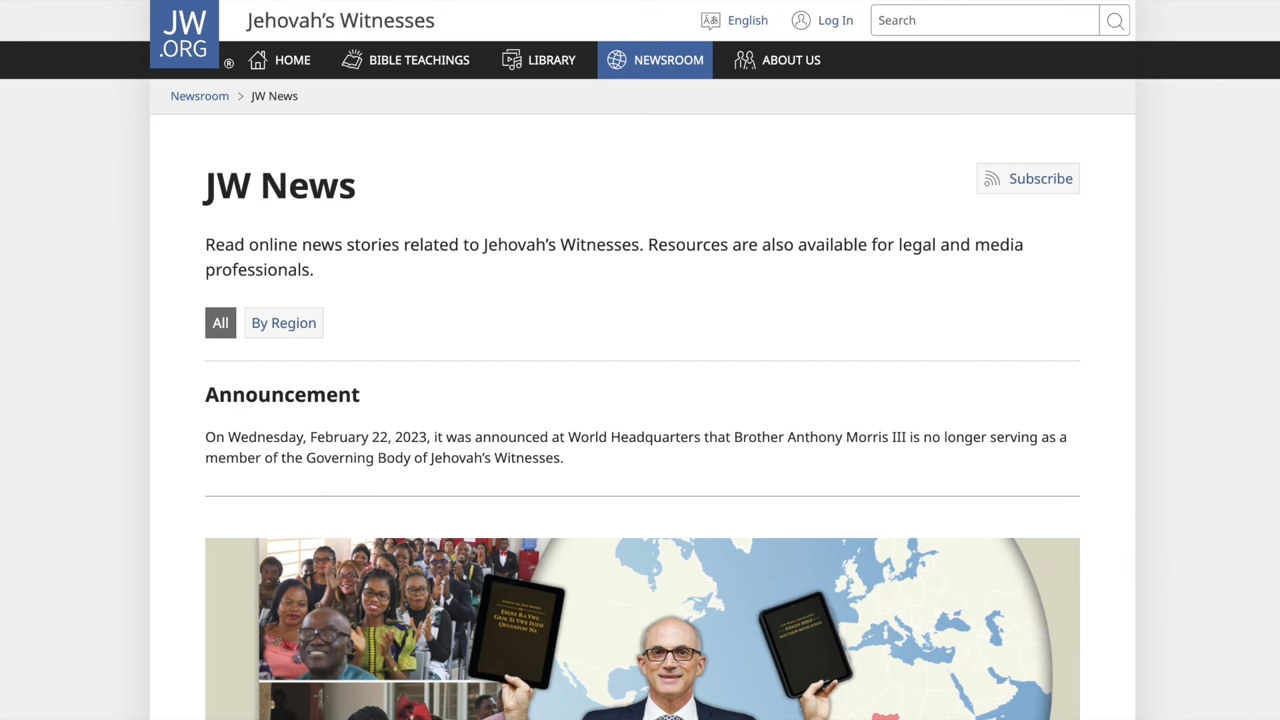 JW
.ORG
®
Jehovah’s Witnesses
English
Log In
Search
HOME
BIBLE TEACHINGS
LIBRARY
NEWSROOM
ABOUT US
Newsroom > JW News
JW News
Subscribe
Read online news stories related to Jehovah’s Witnesses. Resources are also available for legal and media
professionals.
All
By Region
Announcement
On Wednesday, February 22, 2023, it was announced at World Headquarters that Brother Anthony Morris III is no longer serving as a
member of the Governing Body of Jehovah’s Witnesses.